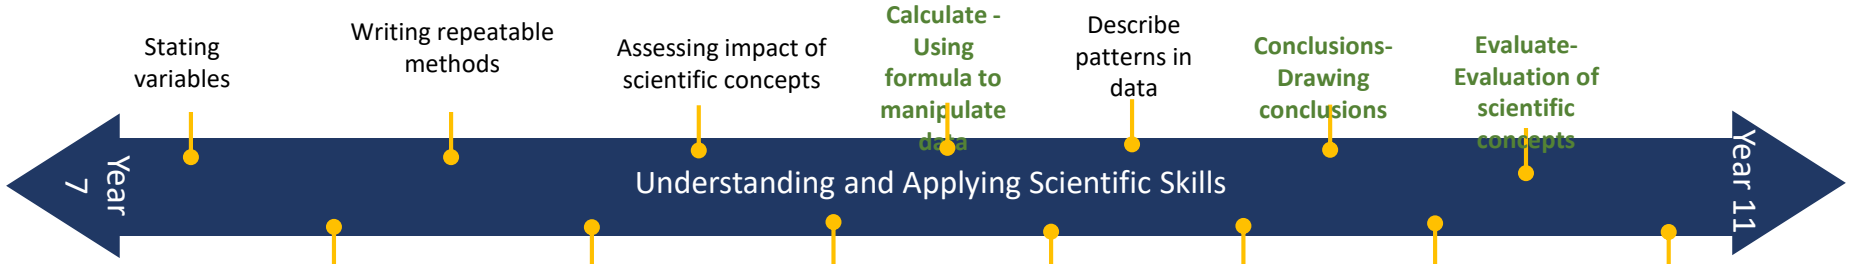 Stating
variables
Writing repeatable
methods
Assessing impact of
scientific concepts
Calculate -
Using
formula to
manipulate
data
Describe
patterns in
data
Conclusions-
Drawing
conclusions
Evaluate-
Evaluation of
scientific
concepts
Year
7
Understanding and Applying Scientific Skills
Year 11